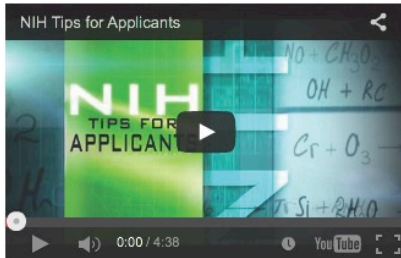 NIH Tips for Applicants
NO + CH3O2
OH + RC
NIH
TIPS FOR
APPLICANTS
Cr + O3
Si + 2H2O
0:00 / 4:38
YouTube